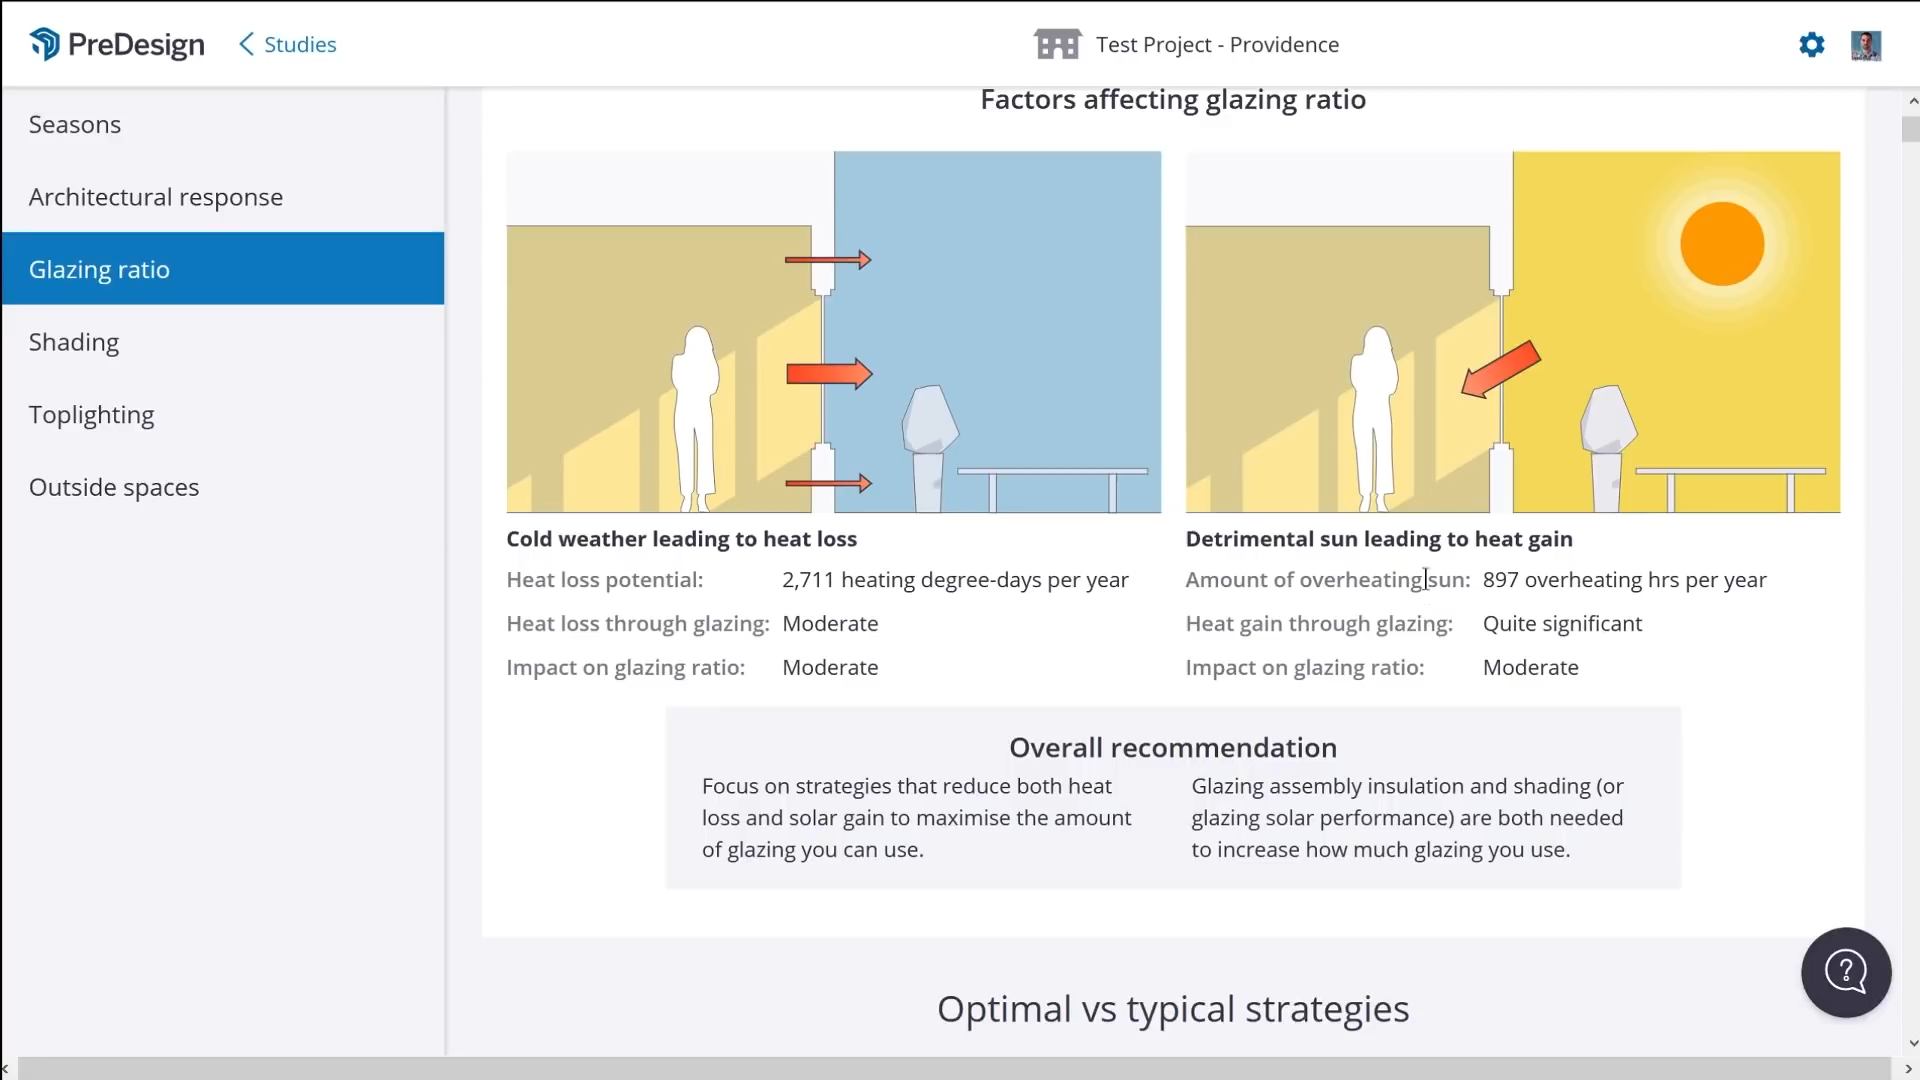 PreDesign
Studies
Test Project - Providence
Seasons
Architectural response
Glazing ratio
Shading
Toplighting
Outside spaces
Factors affecting glazing ratio
Cold weather leading to heat loss
Heat loss potential: 2,711 heating degree-days per year
Heat loss through glazing: Moderate
Impact on glazing ratio: Moderate
Detrimental sun leading to heat gain
Amount of overheating sun: 897 overheating hrs per year
Heat gain through glazing: Quite significant
Impact on glazing ratio: Moderate
Overall recommendation
Focus on strategies that reduce both heat
loss and solar gain to maximise the amount
of glazing you can use.
Glazing assembly insulation and shading (or
glazing solar performance) are both needed
to increase how much glazing you use.
Optimal vs typical strategies